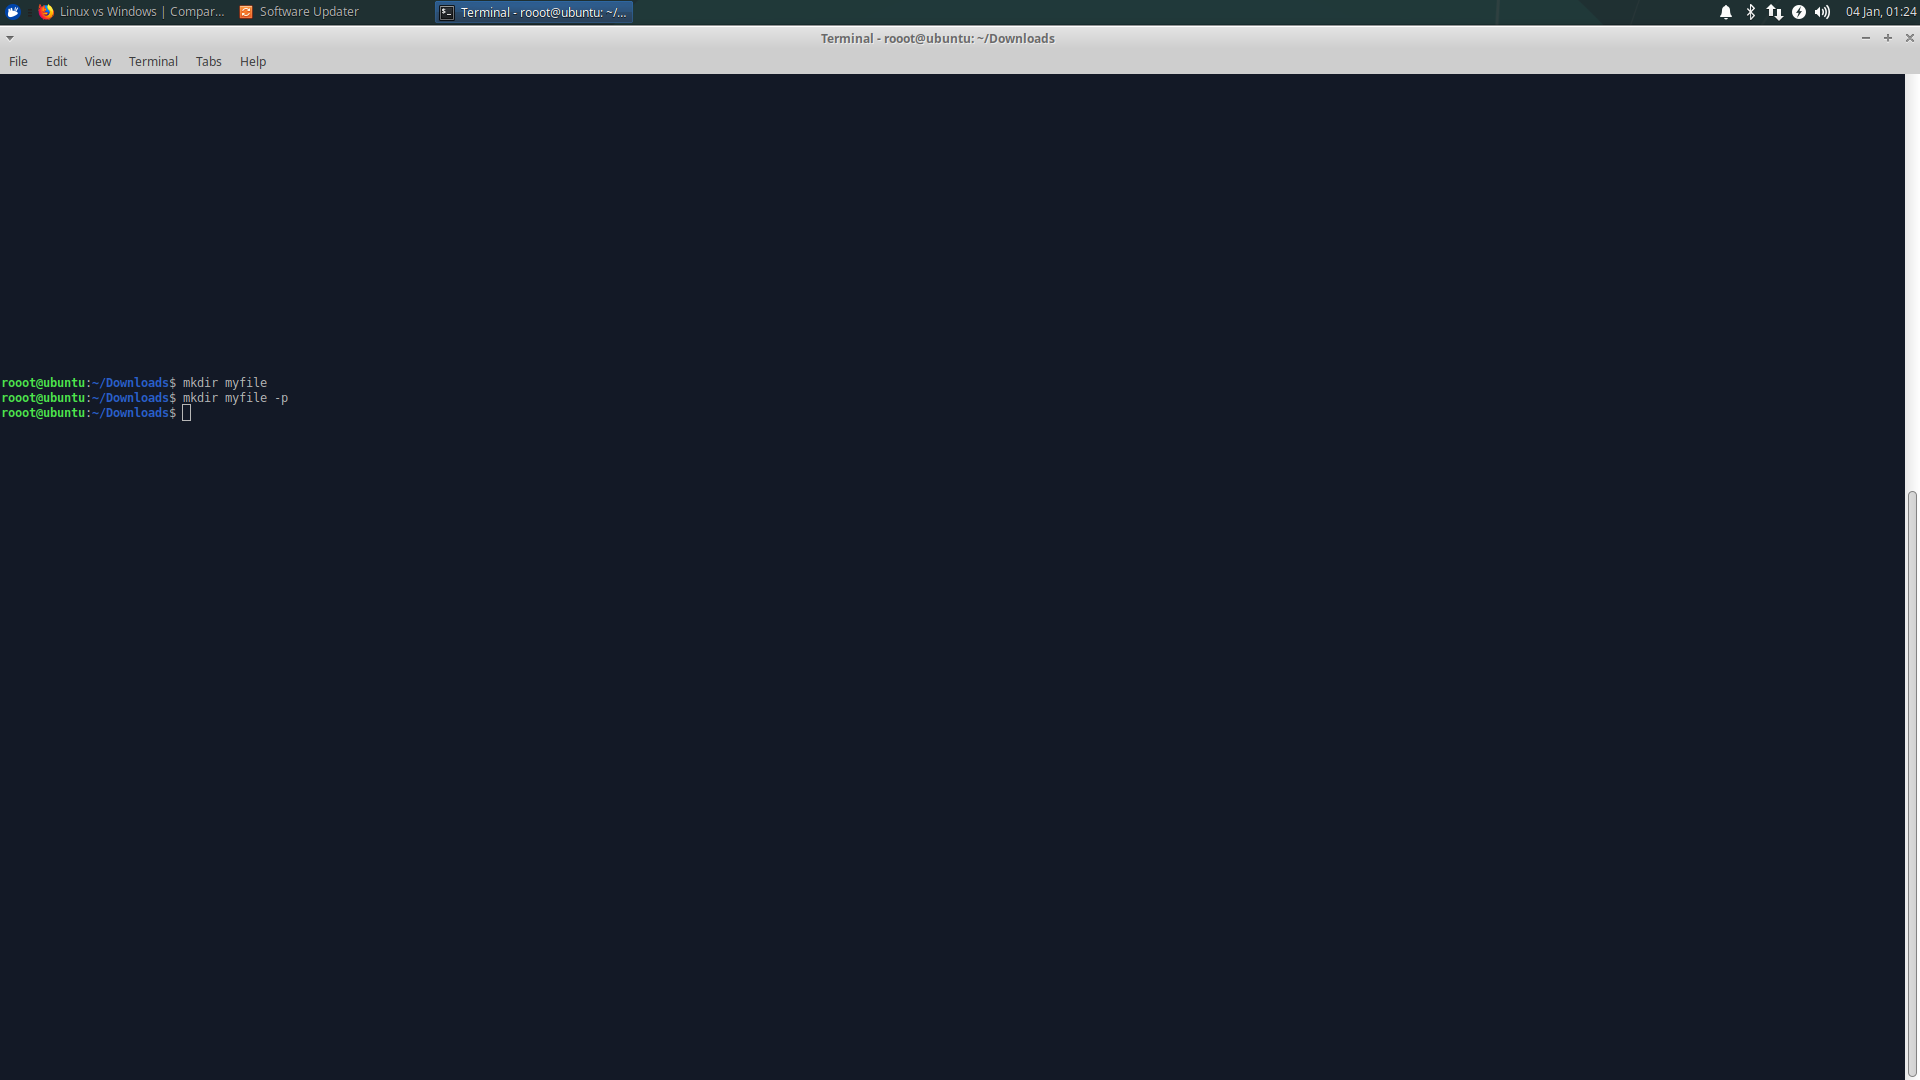 Linux vs Windows | Compar...
Software Updater
Terminal - rooot@ubuntu: ~/...
04 Jan, 01:24
Terminal - rooot@ubuntu: ~/Downloads
File Edit View Terminal Tabs Help
rooot@ubuntu:~/Downloads$ mkdir myfile
rooot@ubuntu:~/Downloads$ mkdir myfile -p
rooot@ubuntu:~/Downloads$